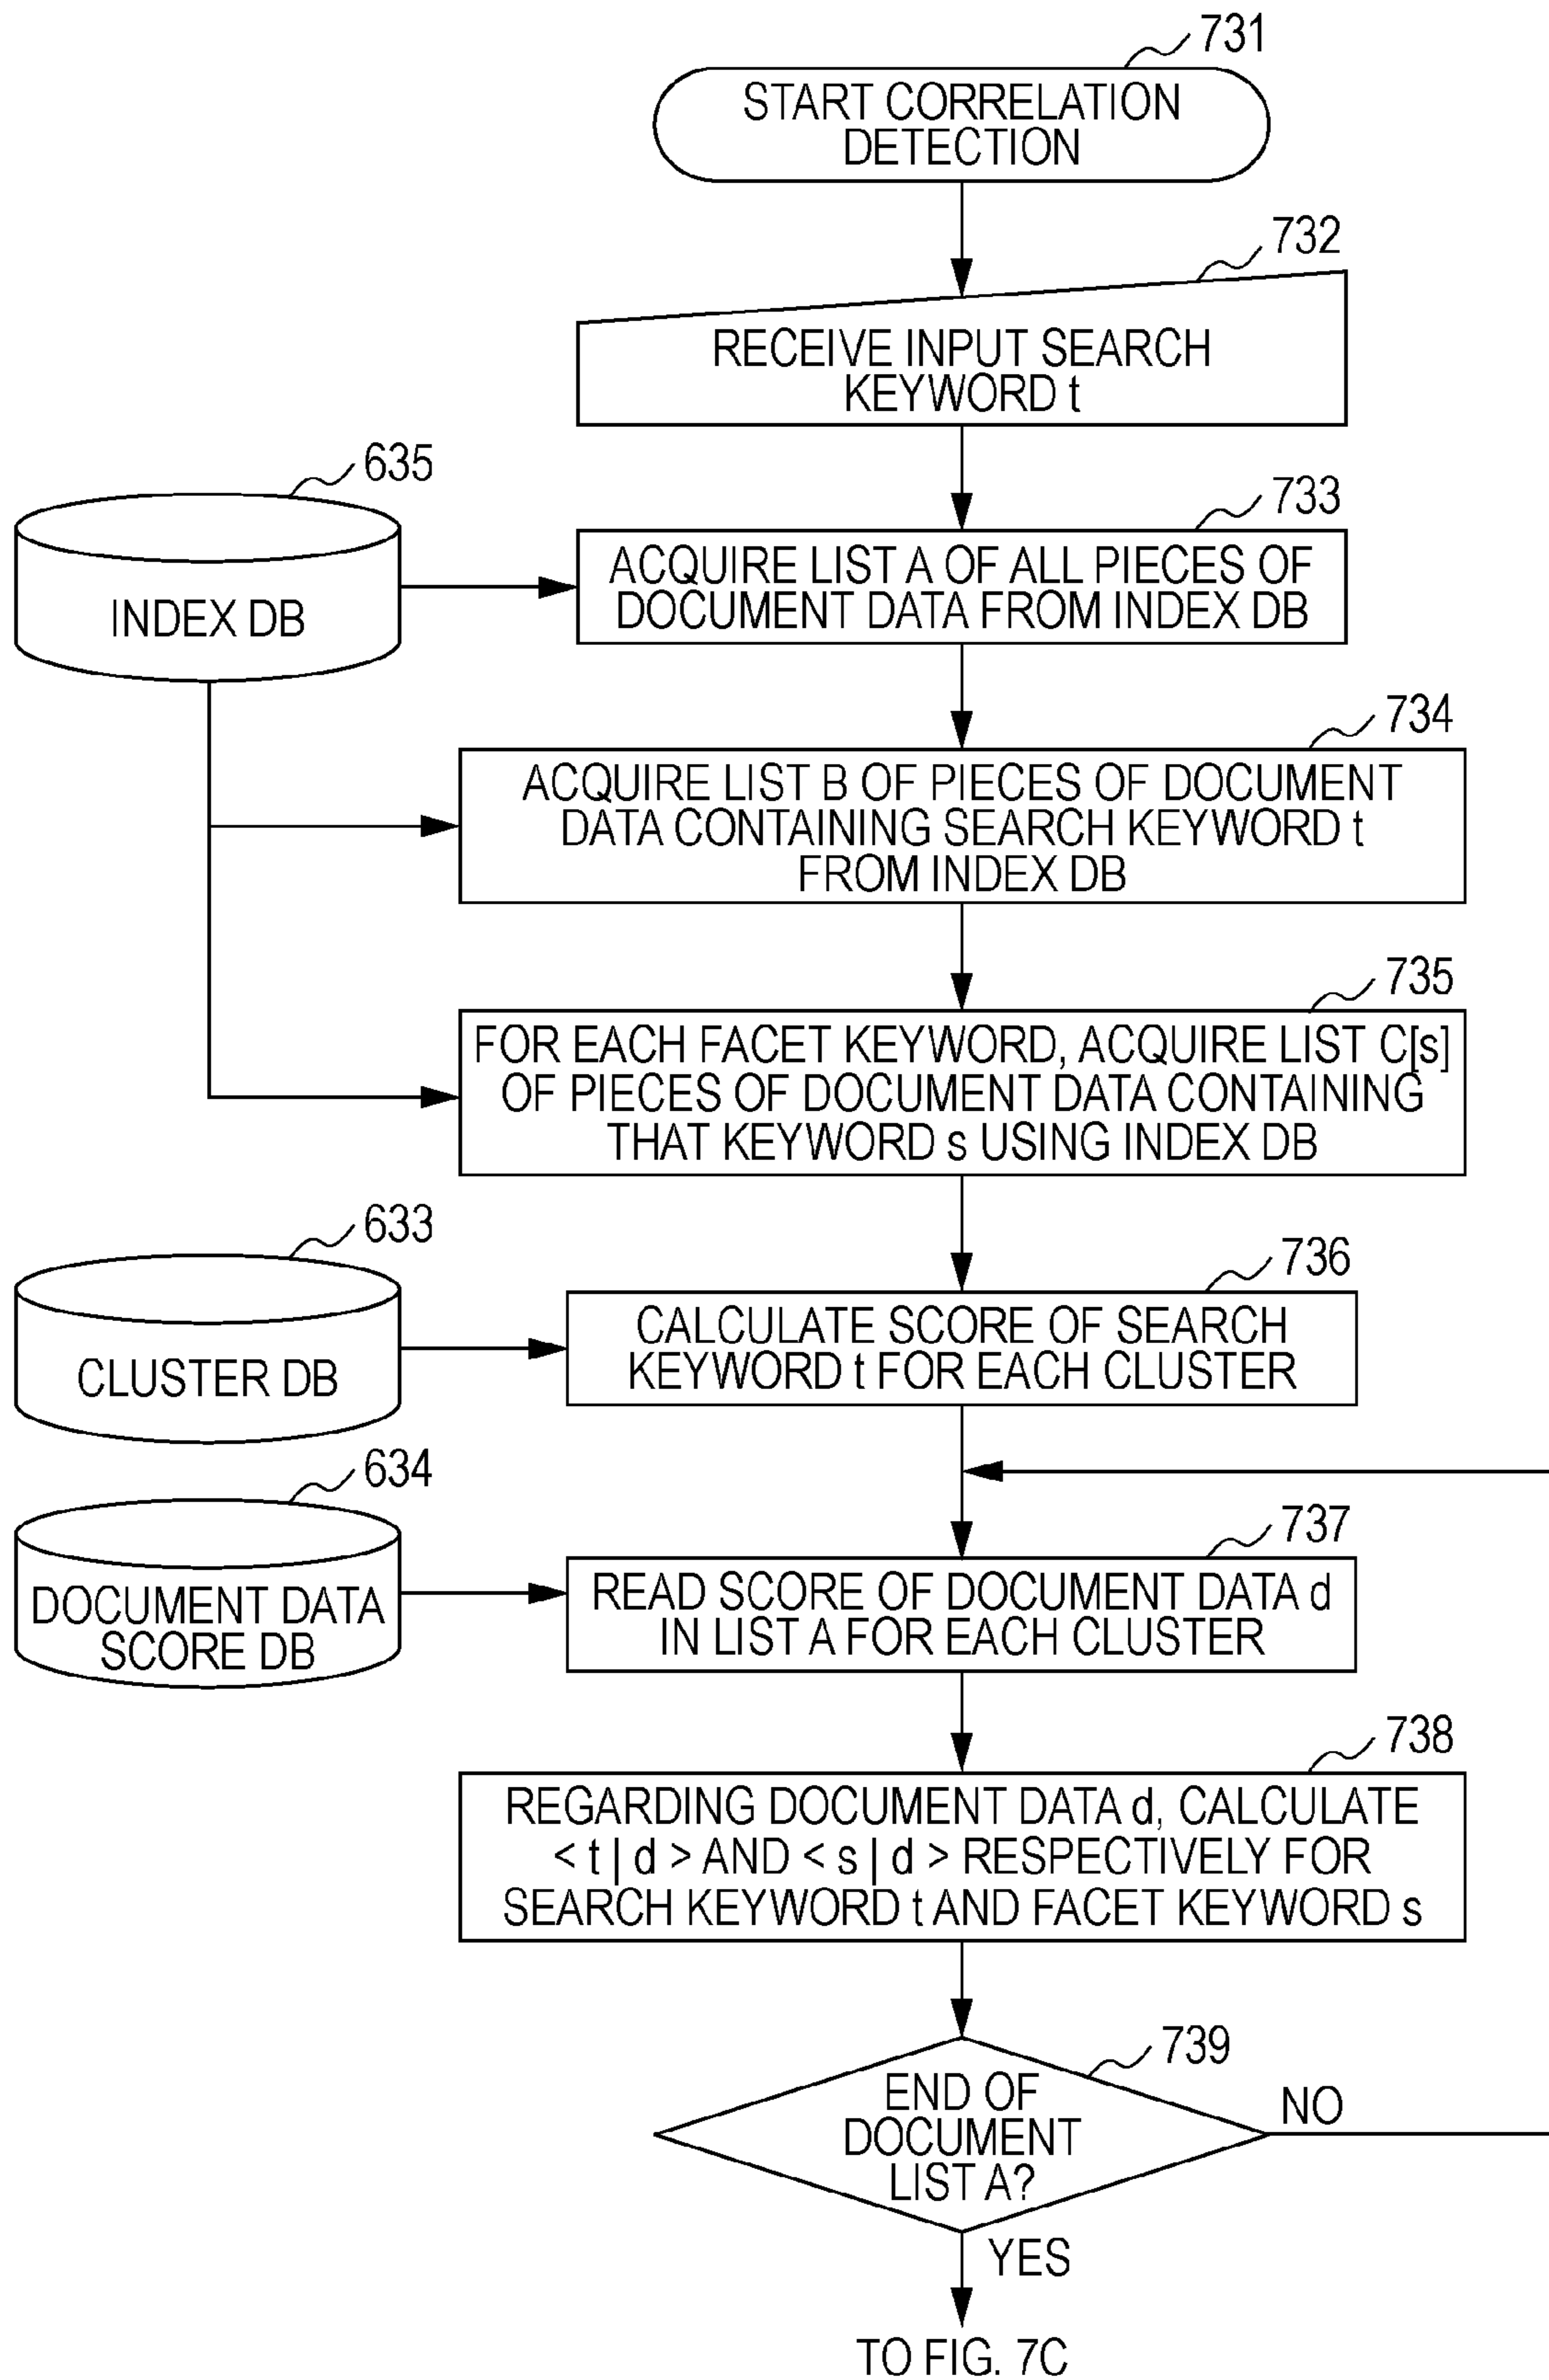 731
START CORRELATION
DETECTION
732
RECEIVE INPUT SEARCH
KEYWORD t
635
INDEX DB
733
ACQUIRE LIST A OF ALL PIECES OF
DOCUMENT DATA FROM INDEX DB
734
ACQUIRE LIST B OF PIECES OF DOCUMENT
DATA CONTAINING SEARCH KEYWORD t
FROM INDEX DB
735
FOR EACH FACET KEYWORD, ACQUIRE LIST C[s]
OF PIECES OF DOCUMENT DATA CONTAINING
THAT KEYWORD s USING INDEX DB
633
CLUSTER DB
736
CALCULATE SCORE OF SEARCH
KEYWORD t FOR EACH CLUSTER
634
DOCUMENT DATA
SCORE DB
737
READ SCORE OF DOCUMENT DATA d
IN LIST A FOR EACH CLUSTER
738
REGARDING DOCUMENT DATA d, CALCULATE
< t | d > AND < s | d > RESPECTIVELY FOR
SEARCH KEYWORD t AND FACET KEYWORD s
739
END OF
DOCUMENT
LIST A?
NO
YES
TO FIG. 7C